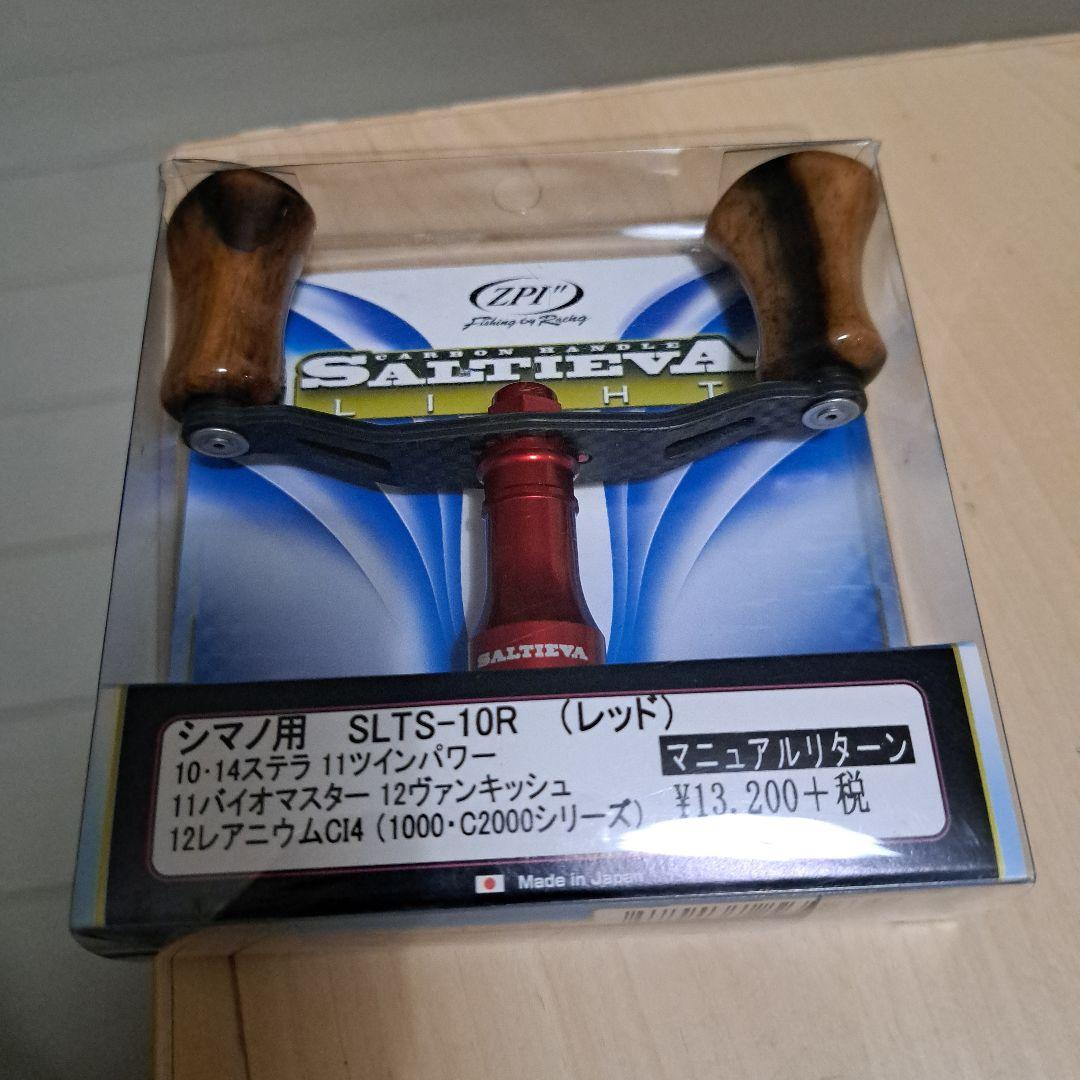 ZPI
Fishing by Racing
CARBON HANDLE
SALTIEVA
LI HT
SALTIEVA
シマノ用 SLTS-10R （レッド）
10・14ステラ 11ツインパワー
11バイオマスター 12ヴァンキッシュ
12レアニウムCI4（1000・C2000シリーズ）
マニュアルリターン
¥13,200＋税
Made in Japan